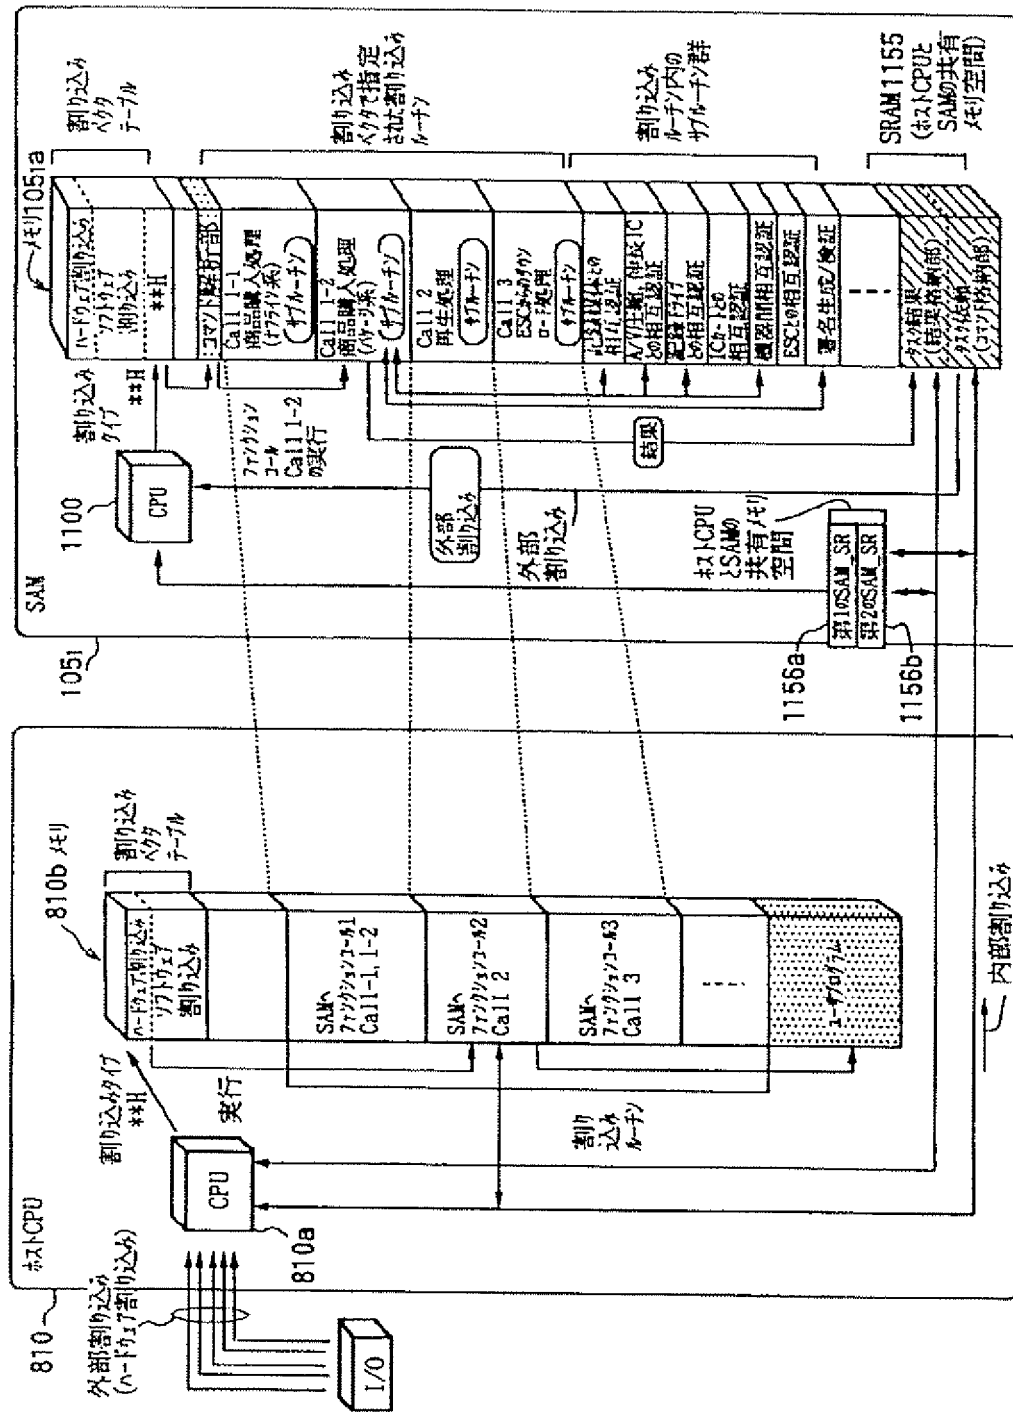 810
ホストCPU
外部割り込み
(ハードウェア割り込み)
I/O
CPU
810a
割り込みタイプ
**H
実行
810b メモリ
割り込み
ベクタ
テーブル
ハードウェア割り込み
ソフトウェア
割り込み
SAMへ
ファンクションコール1
Call-1,1-2
SAMへ
ファンクションコール2
Call 2
SAMへ
ファンクションコール3
Call 3
ユーザプログラム
割り
込み
ルーチン
内部割り込み
105₁
SAM
1100
CPU
割り込み
タイプ
**H
ファンクション
コール
Call 1-2
の実行
外部
割り込み
外部
割り込み
結果
ホストCPU
とSAMの
共有メモリ
空間
1156a
第1のSAM_SR
第2のSAM_SR
1156b
メモリ105₁a
割り込み
ベクタ
テーブル
ハードウェア割り込み
ソフトウェア
割り込み
**H
コマンド解析部
Call 1-1
商品購入処理
(オフライン系)
サブルーチン
Call 1-2
商品購入処理
サブルーチン
Call 2
再生処理
サブルーチン
Call 3
ESCからのダウン
ロード処理
サブルーチン
記録媒体との
相互認証
A/V圧縮、伸長IC
との相互認証
記録ドライブ
との相互認証
ICカードとの
相互認証
機器間相互認証
ESCとの相互認証
署名生成/検証
タスク結果
(結果格納部)
タスク依頼
(コマンド格納部)
割り込み
ベクタで指定
された割り込み
ルーチン
割り込み
ルーチン内の
サブルーチン群
SRAM1155
(ホストCPUと
SAMの共有
メモリ空間)